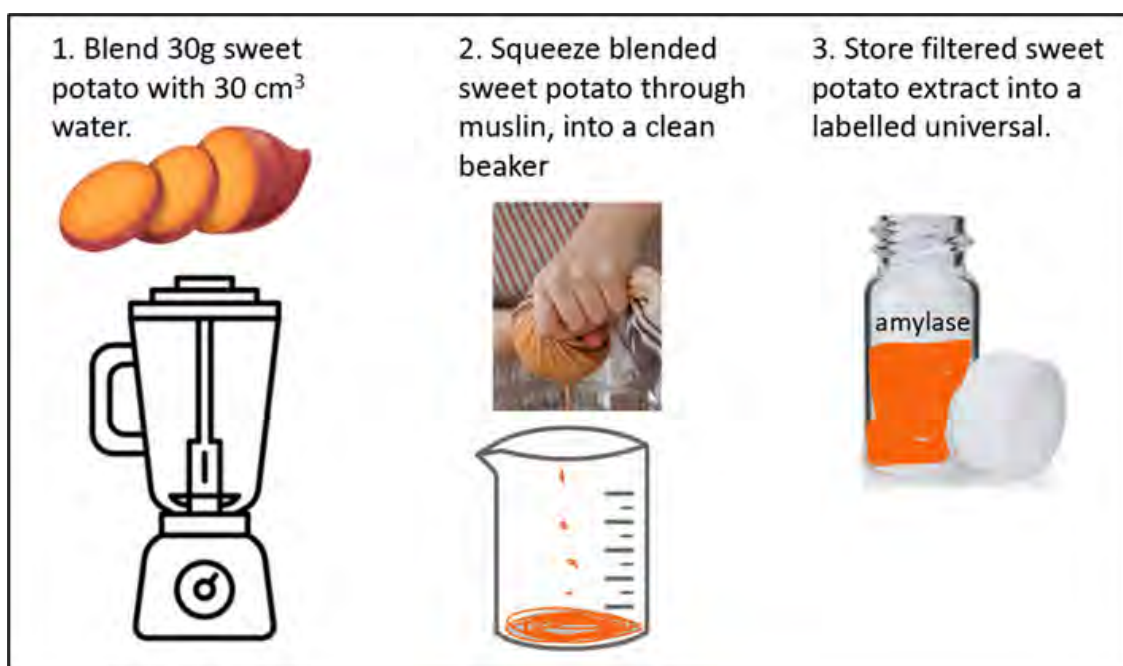 1. Blend 30g sweet
potato with 30 cm³
water.
2. Squeeze blended
sweet potato through
muslin, into a clean
beaker
3. Store filtered sweet
potato extract into a
labelled universal.
amylase